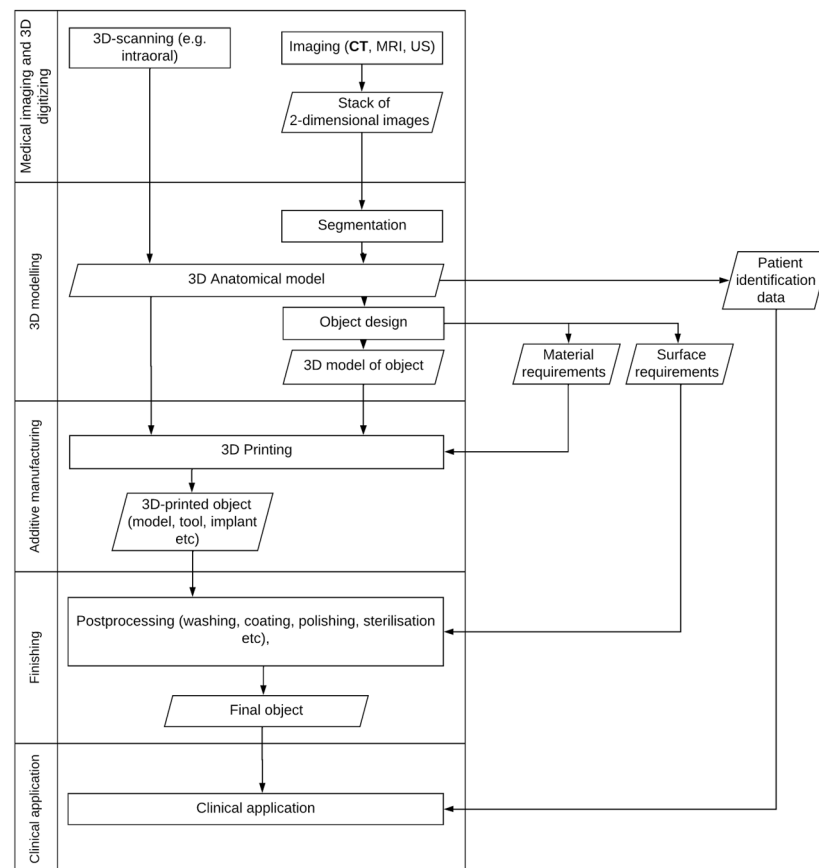 Medical imaging and 3D
digitizing
3D-scanning (e.g.
intraoral)
Imaging (CT, MRI, US)
Stack of
2-dimensional images
3D modelling
Segmentation
3D Anatomical model
Patient
identification
data
Object design
3D model of object
Material
requirements
Surface
requirements
Additive manufacturing
3D Printing
3D-printed object
(model, tool, implant
etc)
Finishing
Postprocessing (washing, coating, polishing, sterilisation
etc),
Final object
Clinical application
Clinical application